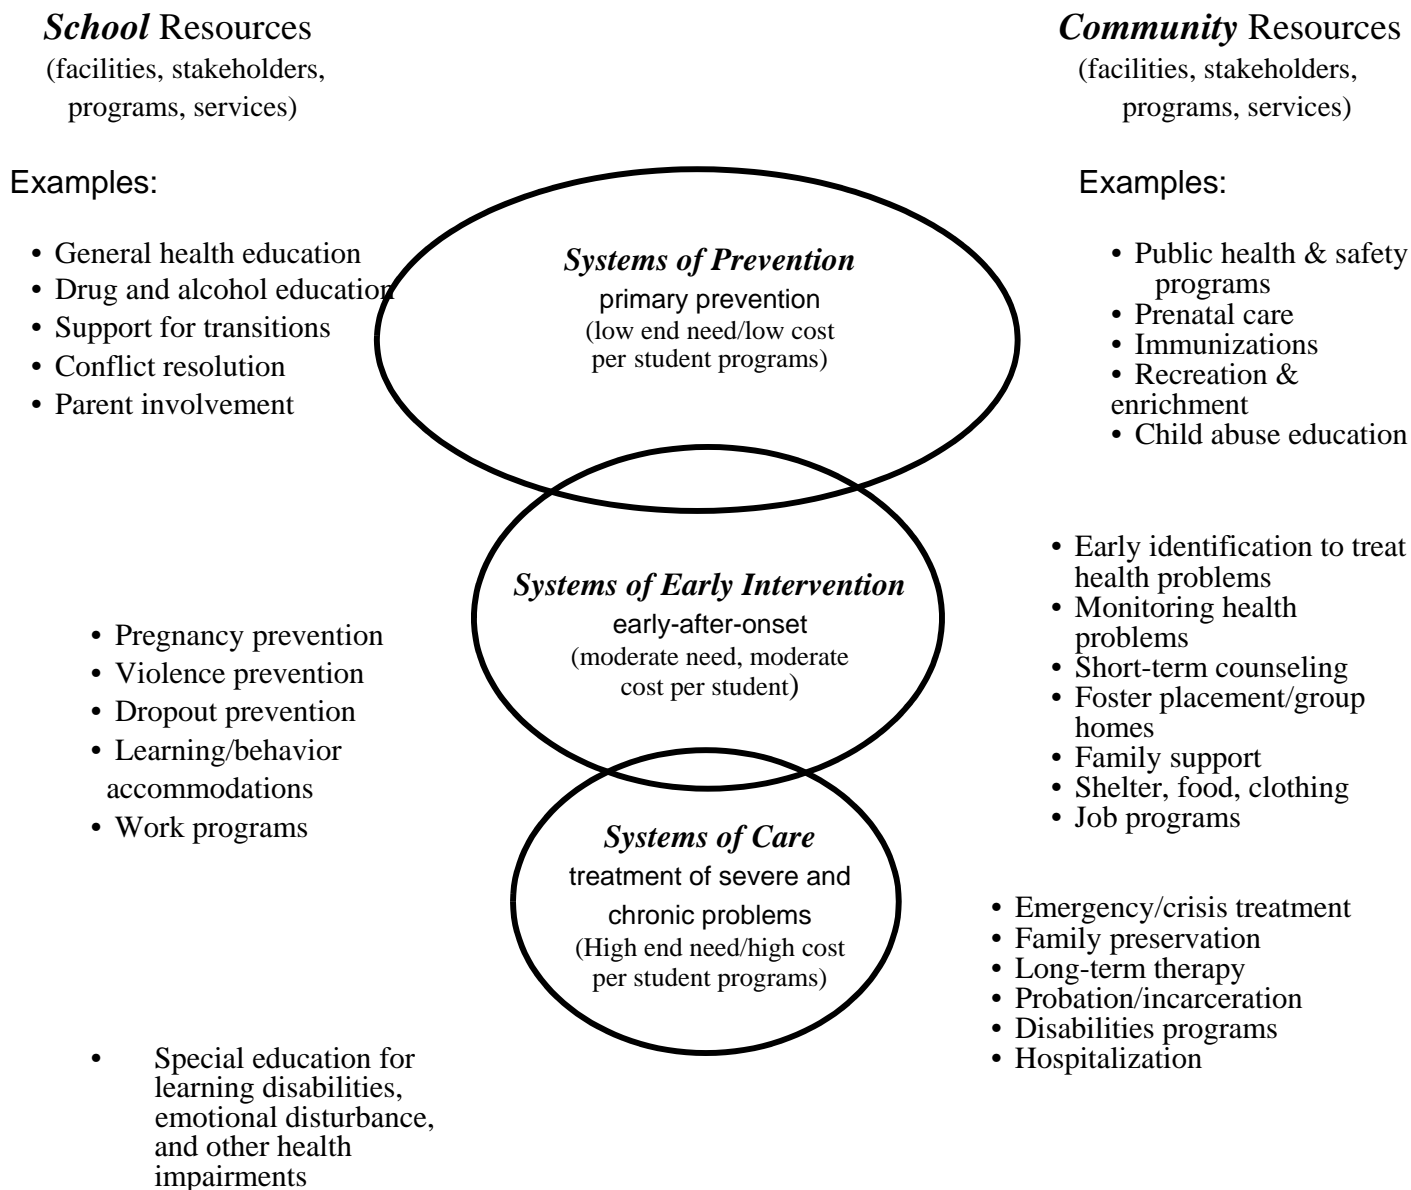 School Resources
(facilities, stakeholders,
programs, services)
Examples:
• General health education
• Drug and alcohol education
• Support for transitions
• Conflict resolution
• Parent involvement
• Pregnancy prevention
• Violence prevention
• Dropout prevention
• Learning/behavior
accommodations
• Work programs
• Special education for
learning disabilities,
emotional disturbance,
and other health
impairments
Systems of Prevention
primary prevention
(low end need/low cost
per student programs)
Systems of Early Intervention
early-after-onset
(moderate need, moderate
cost per student)
Systems of Care
treatment of severe and
chronic problems
(High end need/high cost
per student programs)
Community Resources
(facilities, stakeholders,
programs, services)
Examples:
• Public health & safety
programs
• Prenatal care
• Immunizations
• Recreation &
enrichment
• Child abuse education
• Early identification to treat
health problems
• Monitoring health
problems
• Short-term counseling
• Foster placement/group
homes
• Family support
• Shelter, food, clothing
• Job programs
• Emergency/crisis treatment
• Family preservation
• Long-term therapy
• Probation/incarceration
• Disabilities programs
• Hospitalization